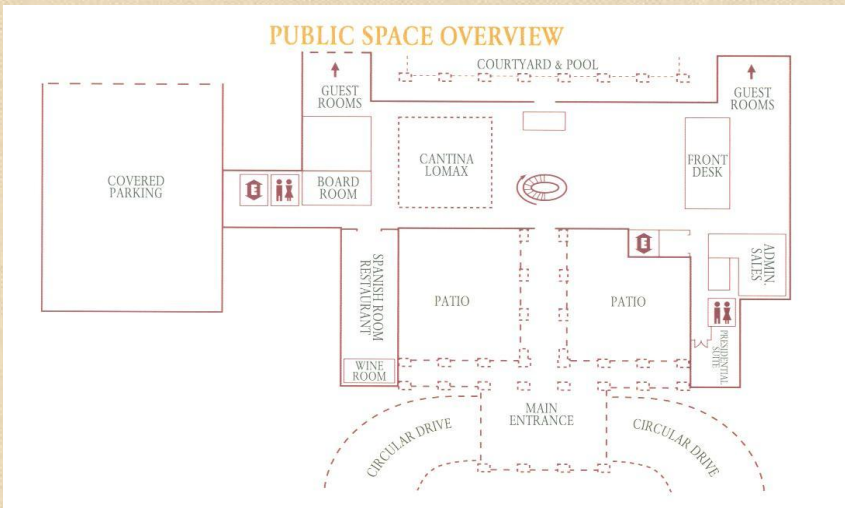 PUBLIC SPACE OVERVIEW
COURTYARD & POOL
GUEST
ROOMS
GUEST
ROOMS
COVERED
PARKING
E
BOARD
ROOM
CANTINA
LOMAX
FRONT
DESK
SPANISH ROOM
RESTAURANT
PATIO
E
PATIO
ADMIN.
SALES
WINE
ROOM
PRESIDENTIAL
SUITE
MAIN
ENTRANCE
CIRCULAR DRIVE
CIRCULAR DRIVE